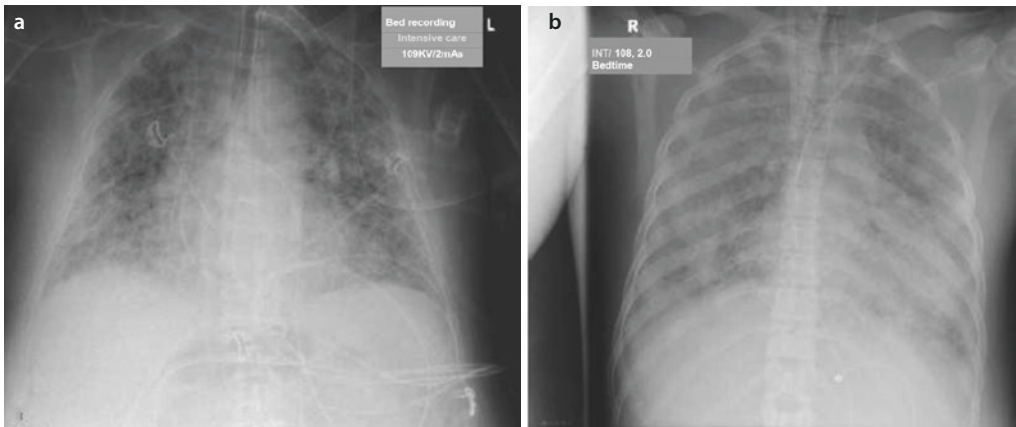 a
Bed recording
Intensive care
109KV/2mAs
L
b
R
INT/ 108, 2.0
Bedtime